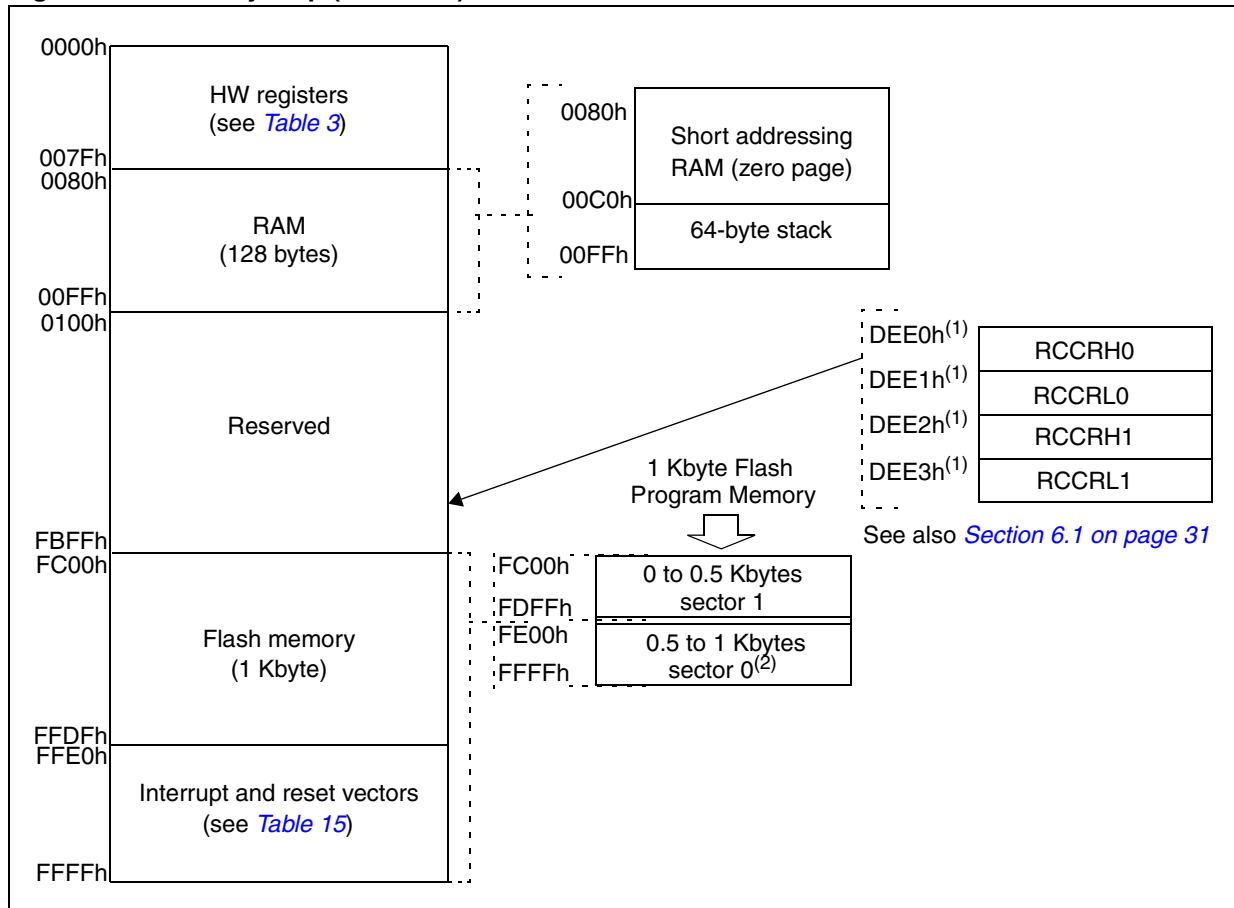 0000h
HW registers
(see Table 3)
007Fh
0080h
RAM
(128 bytes)
00FFh
0100h
Reserved
FBFFh
FC00h
Flash memory
(1 Kbyte)
FFDFh
FFE0h
Interrupt and reset vectors
(see Table 15)
FFFFh
0080h
Short addressing
RAM (zero page)
00C0h
64-byte stack
00FFh
DEE0h(1)
RCCRH0
DEE1h(1)
RCCRL0
DEE2h(1)
RCCRH1
DEE3h(1)
RCCRL1
See also Section 6.1 on page 31
1 Kbyte Flash
Program Memory
FC00h
0 to 0.5 Kbytes
sector 1
FDFFh
FE00h
0.5 to 1 Kbytes
sector 0(2)
FFFFh